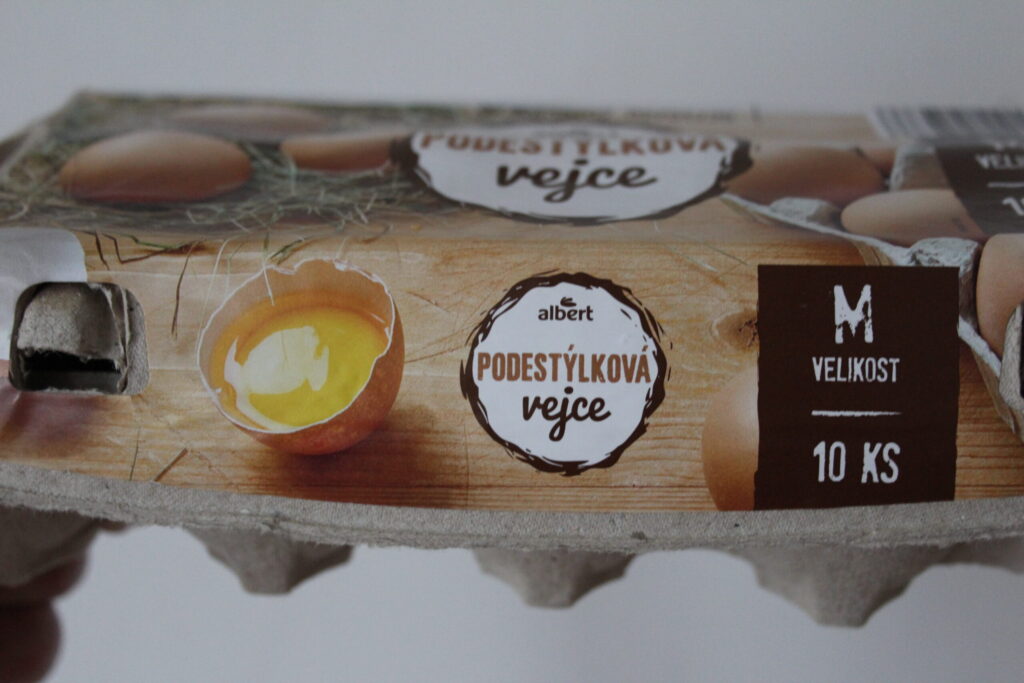 PODESTÝLKOVÁ
vejce
albert
PODESTÝLKOVÁ
vejce
M
VELIKOST
10 KS